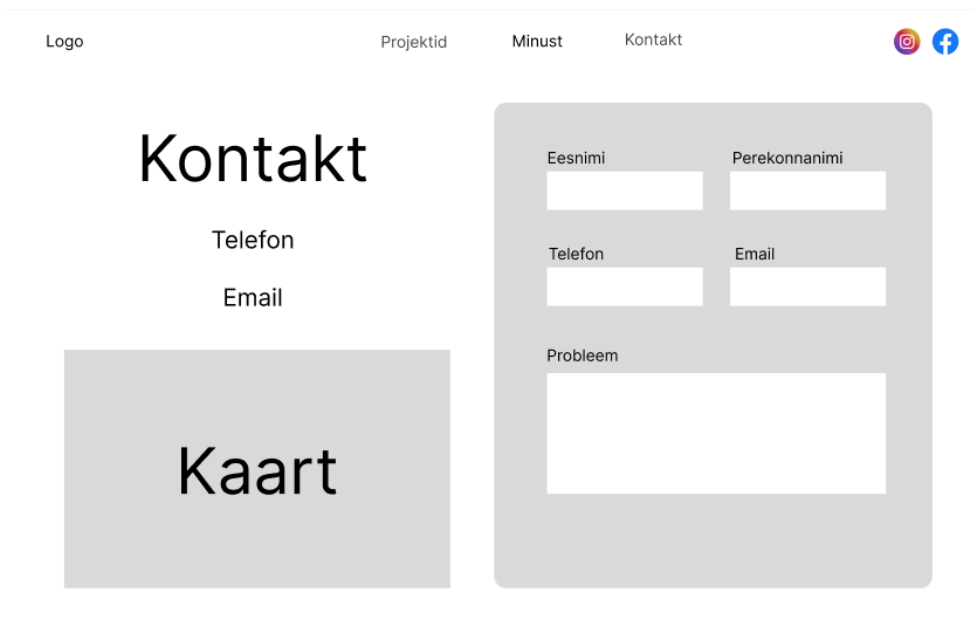 Logo
Projektid
Minust
Kontakt
Kontakt
Telefon
Email
Kaart
Eesnimi
Perekonnanimi
Telefon
Email
Probleem